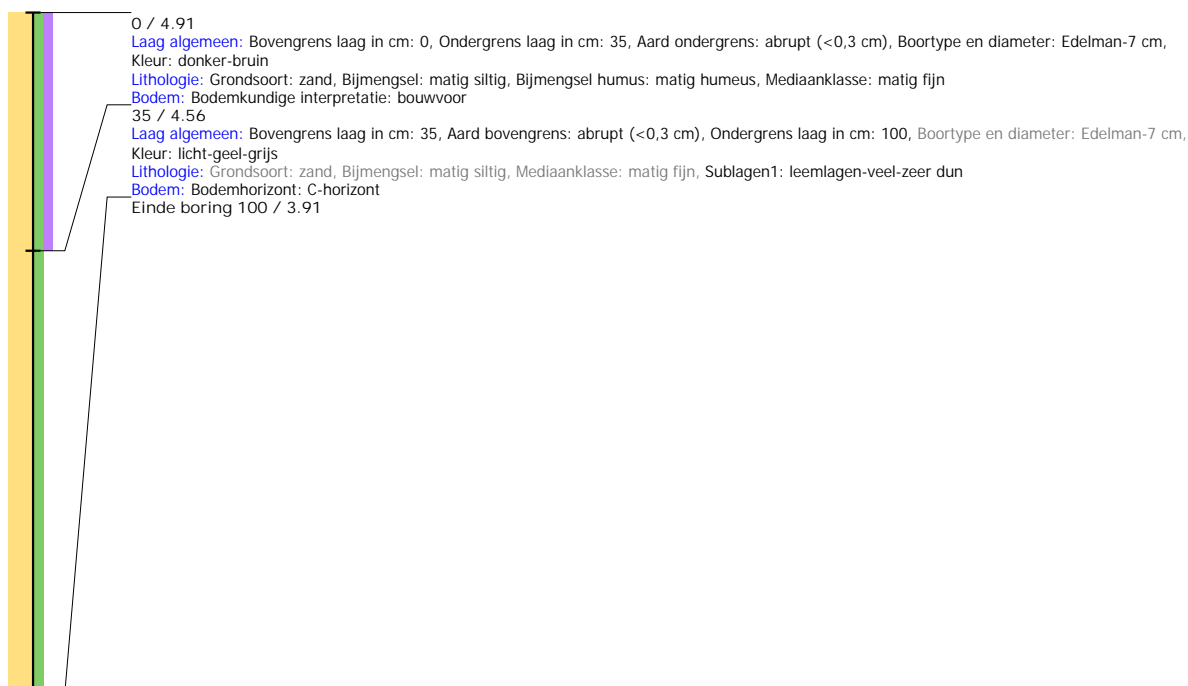 0 / 4.91
Laag algemeen: Bovengrens laag in cm: 0, Ondergrens laag in cm: 35, Aard ondergrens: abrupt (<0,3 cm), Boortype en diameter: Edelman-7 cm,
Kleur: donker-bruin
Lithologie: Grondsoort: zand, Bijmengsel: matig siltig, Bijmengsel humus: matig humeus, Mediaanklasse: matig fijn
Bodem: Bodemkundige interpretatie: bouwvoor
35 / 4.56
Laag algemeen: Bovengrens laag in cm: 35, Aard bovengrens: abrupt (<0,3 cm), Ondergrens laag in cm: 100, Boortype en diameter: Edelman-7 cm,
Kleur: licht-geel-grijs
Lithologie: Grondsoort: zand, Bijmengsel: matig siltig, Mediaanklasse: matig fijn, Sublagen1: leemlagen-veel-zeer dun
Bodem: Bodemhorizont: C-horizont
Einde boring 100 / 3.91